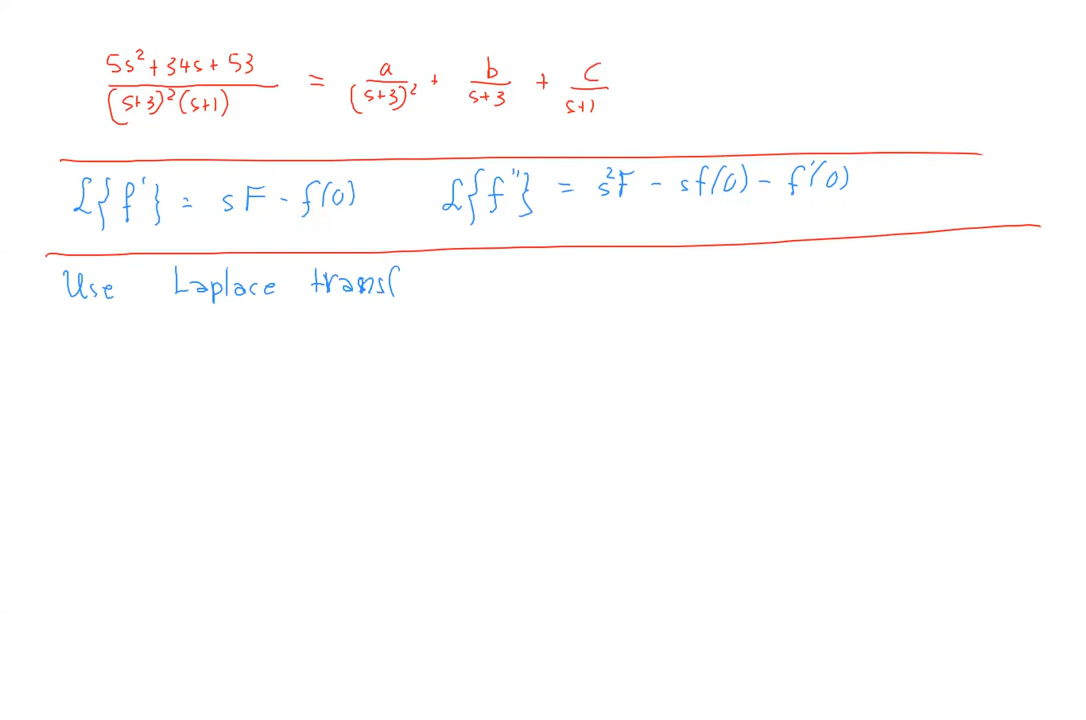 5s²+34s+53 / (s+3)²(s+1) = a/(s+3)² + b/s+3 + c/s+1
ℒ{f'} = sF - f(0) ℒ{f''} = s²F - sf(0) - f'(0)
Use Laplace transf